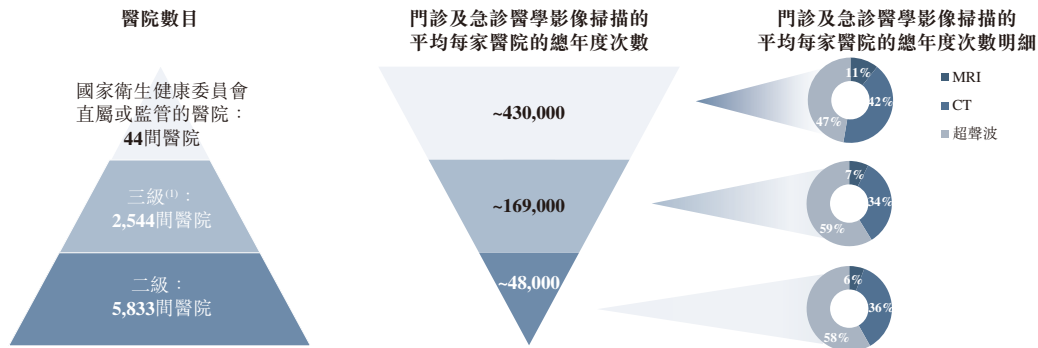 醫院數目
門診及急診醫學影像掃描的
平均每家醫院的總年度次數
門診及急診醫學影像掃描的
平均每家醫院的總年度次數明細
國家衛生健康委員會
直屬或監管的醫院：
44間醫院
~430,000
11%
42%
47%
MRI
CT
超聲波
三級(1)：
2,544間醫院
~169,000
7%
34%
59%
二級：
5,833間醫院
~48,000
6%
36%
58%